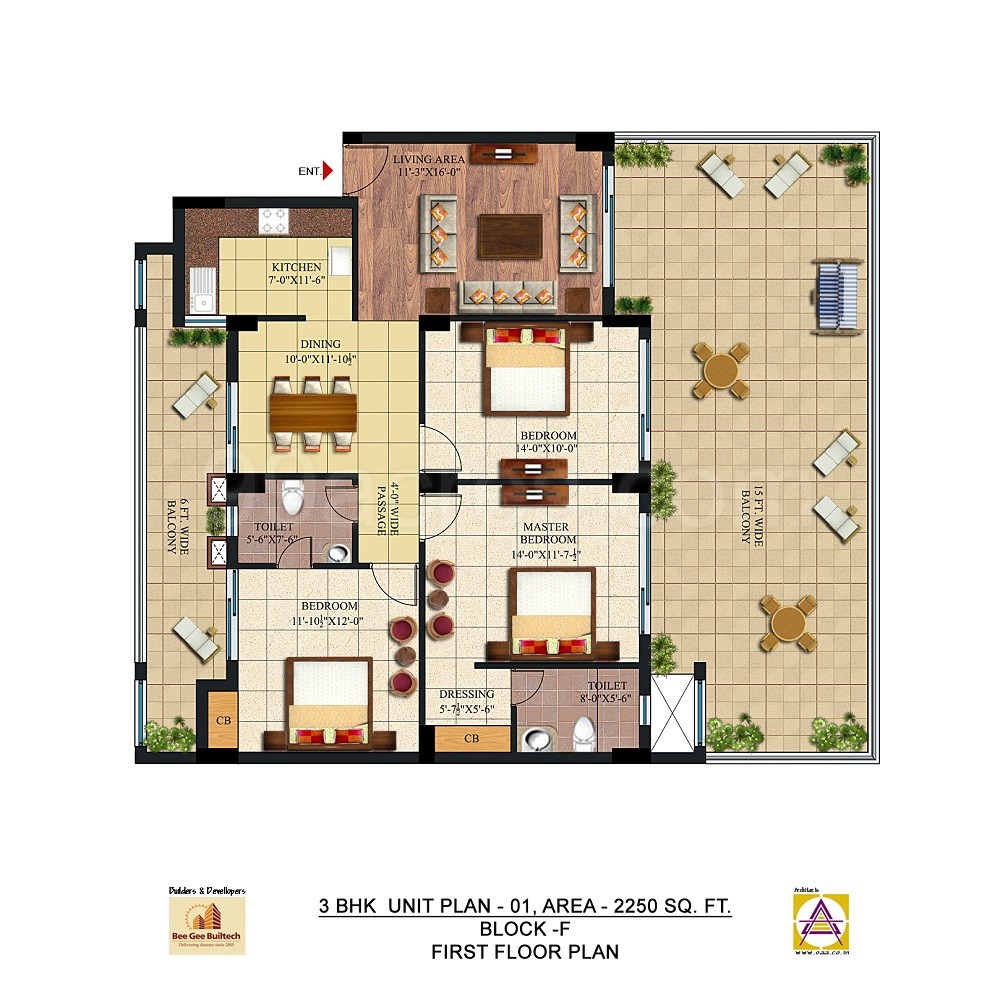 ENT.
LIVING AREA
11'-3"X16'-0"
KITCHEN
7'-0"X11'-6"
DINING
10'-0"X11'-10½"
BEDROOM
14'-0"X10'-0"
4'-0" WIDE
PASSAGE
TOILET
5'-6"X7'-6"
6 FT. WIDE
BALCONY
15 FT. WIDE
BALCONY
MASTER
BEDROOM
14'-0"X11'-7½"
BEDROOM
11'-10½"X12'-0"
DRESSING
5'-7½"X5'-6"
TOILET
8'-0"X5'-6"
CB
CB
Builders & Devellopers
Bee Gee Builtech
Delivering dreams since 2005
3 BHK UNIT PLAN - 01, AREA - 2250 SQ. FT.
BLOCK -F
FIRST FLOOR PLAN
Architects
www.oaa.co.in